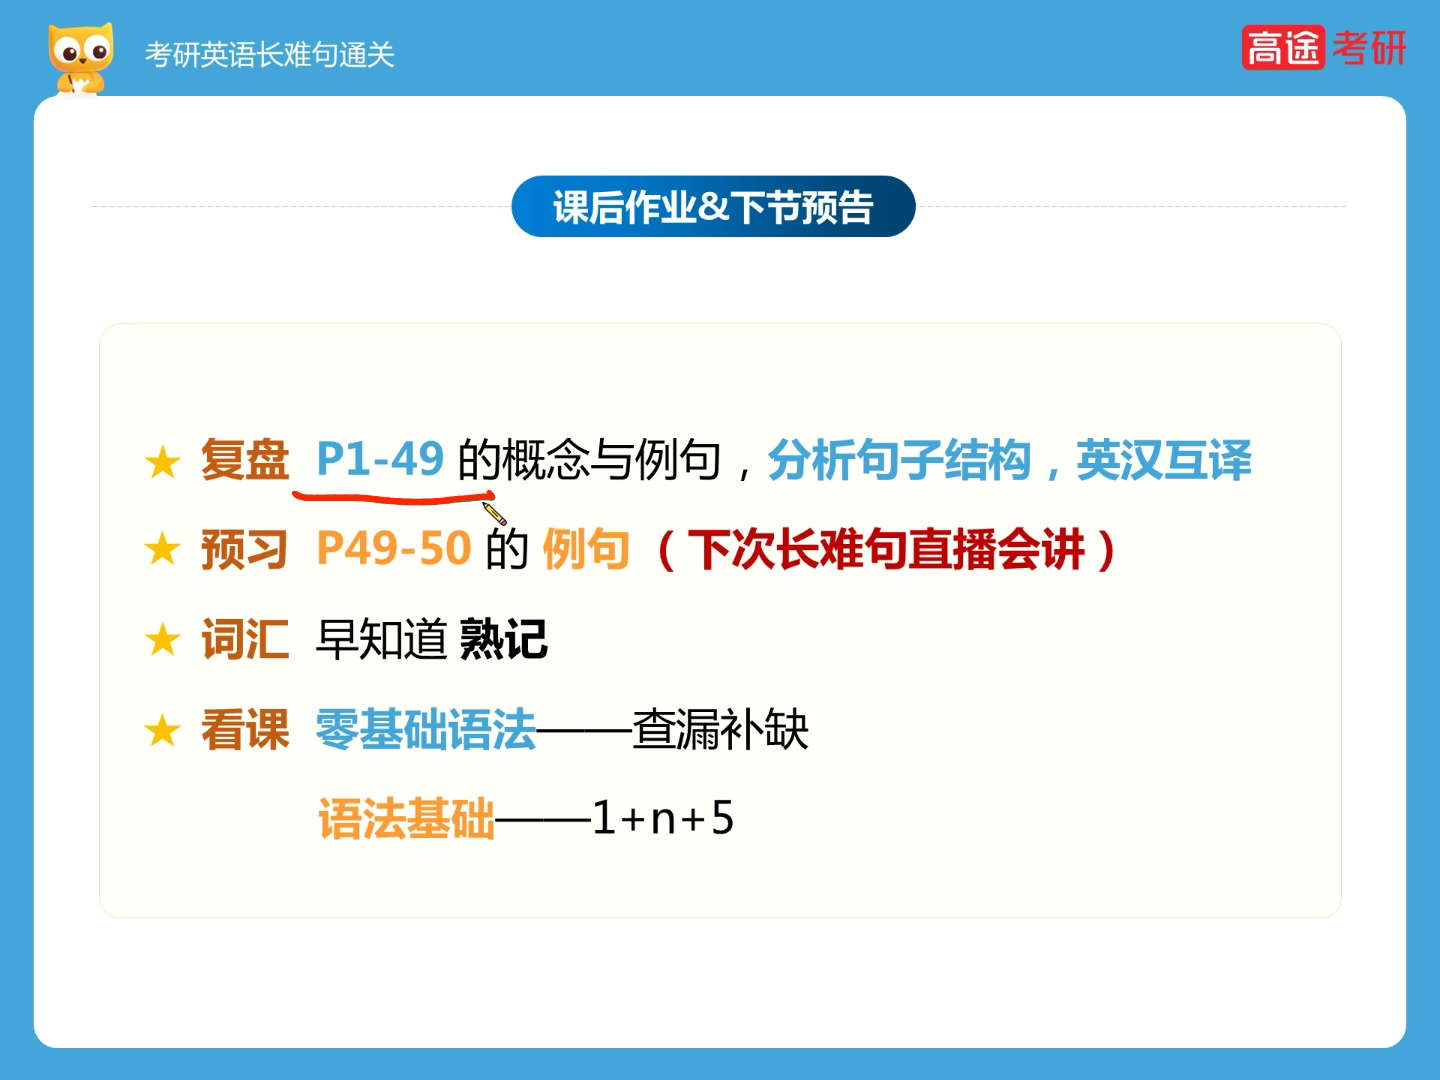 考研英语长难句通关
高途考研
课后作业&下节预告
★ 复盘 P1-49 的概念与例句，分析句子结构，英汉互译
★ 预习 P49-50 的 例句（下次长难句直播会讲）
★ 词汇 早知道 熟记
★ 看课 零基础语法——查漏补缺
语法基础——1+n+5